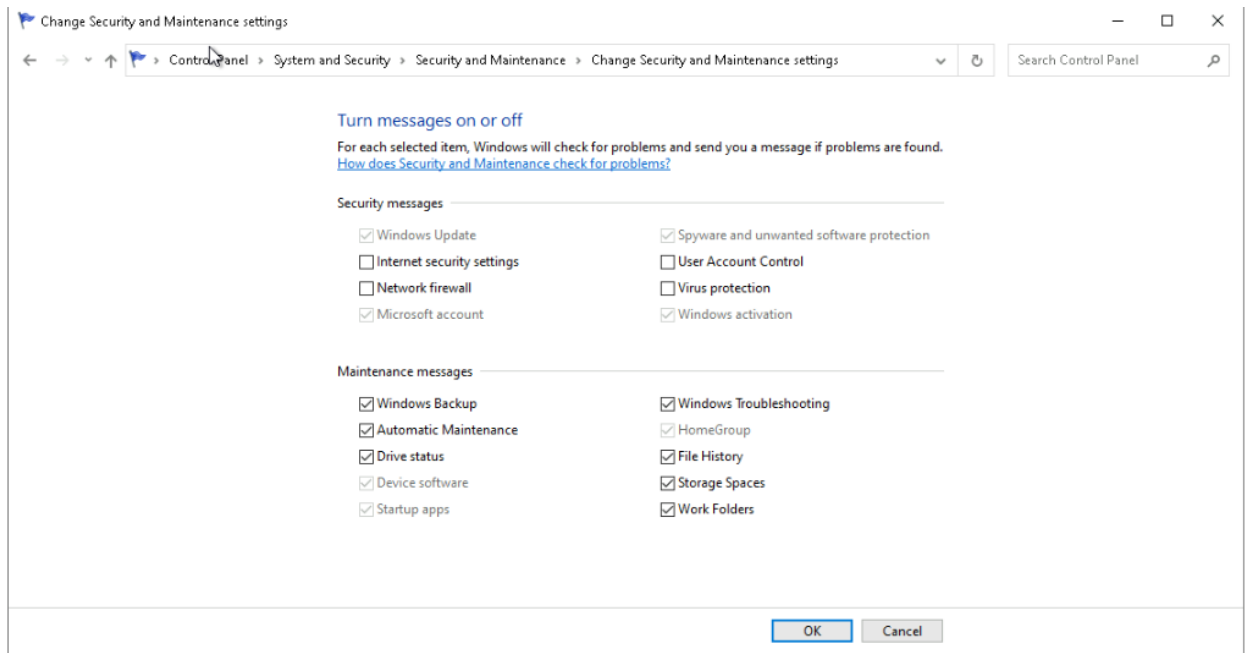 Change Security and Maintenance settings
Control Panel › System and Security › Security and Maintenance › Change Security and Maintenance settings
Search Control Panel
Turn messages on or off
For each selected item, Windows will check for problems and send you a message if problems are found.
How does Security and Maintenance check for problems?
Security messages
Windows Update
Spyware and unwanted software protection
Internet security settings
User Account Control
Network firewall
Virus protection
Microsoft account
Windows activation
Maintenance messages
Windows Backup
Windows Troubleshooting
Automatic Maintenance
HomeGroup
Drive status
File History
Device software
Storage Spaces
Startup apps
Work Folders
OK
Cancel